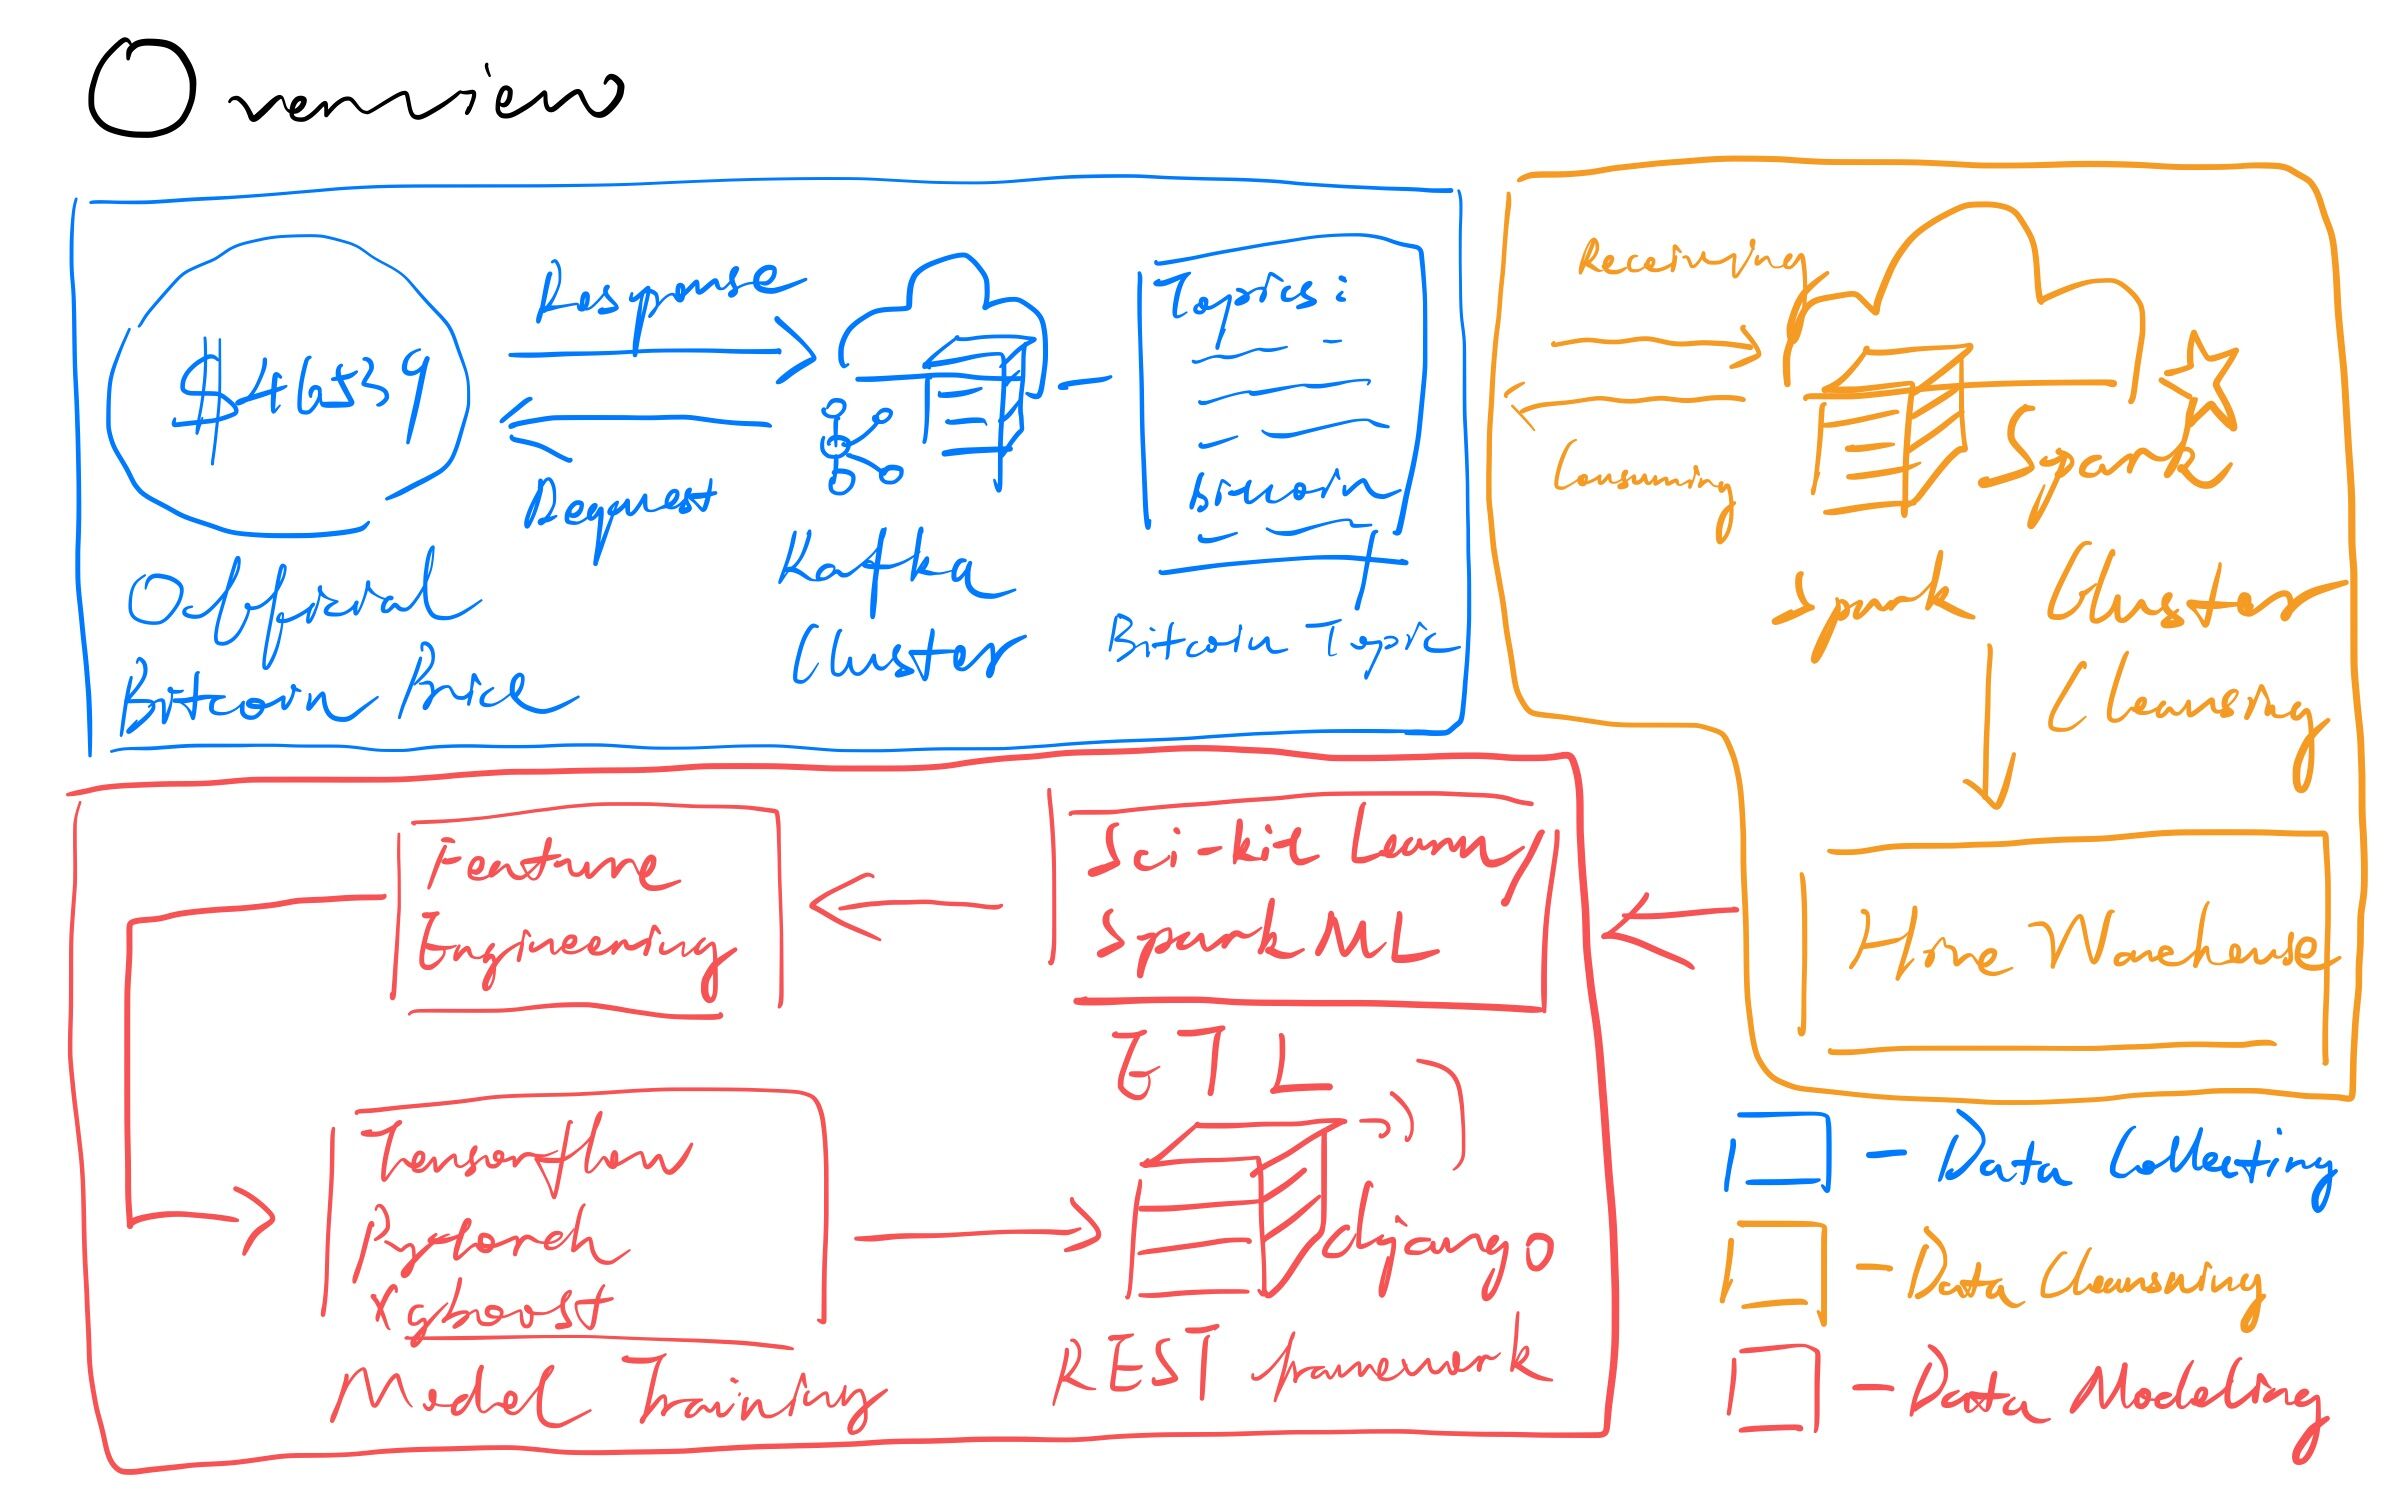 Overview
Response
Request
Kafka
Cluster
Topics:
Bitcoin
Bitcoin Topic
Bitcoin Price
Receiving
Consuming
Spark
Spark Cluster
Cleansing
Hive Warehouse
Sci-kit Learn
Spark ML
ETL
Feature
Engineering
Tensorflow
Pytorch
Xgboost
Model Training
django
REST framework
- Data Collecting
- Data Cleansing
- Data Modeling